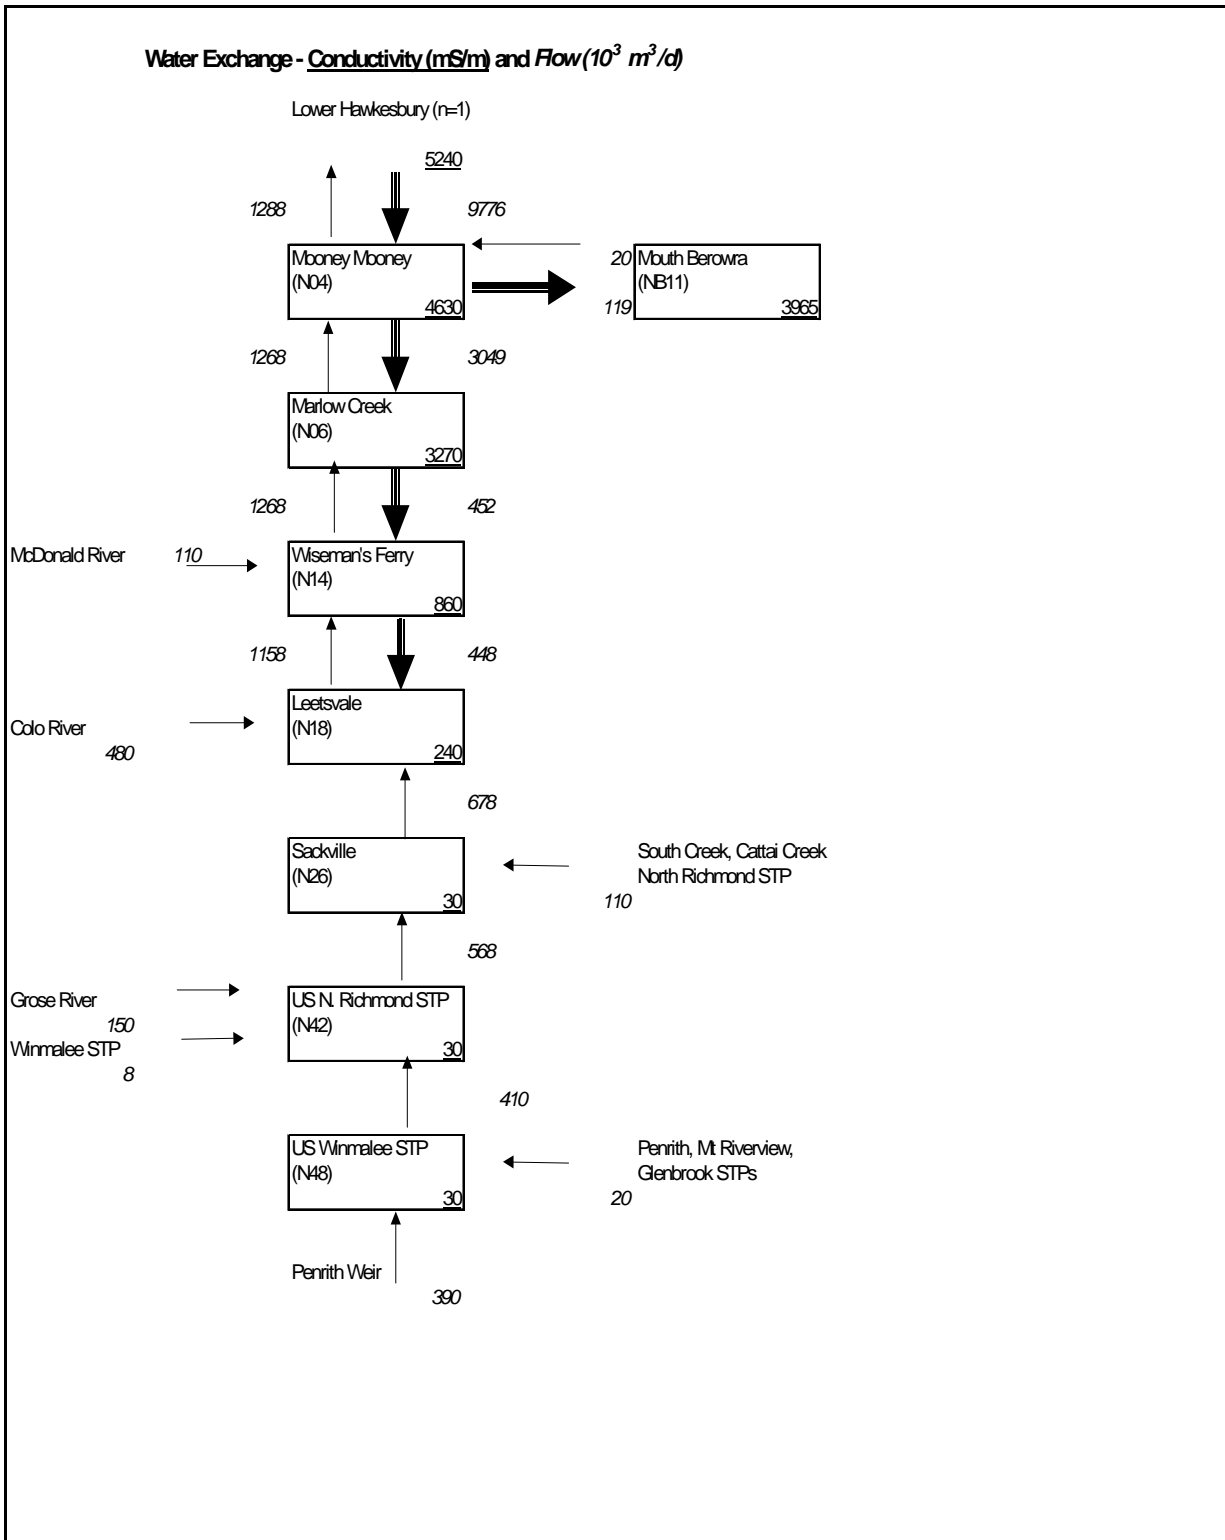 Water Exchange - Conductivity (mS/m) and Flow (10³ m³/d)
Lower Hawkesbury (n=1)
5240
1288
9776
Mooney Mooney
(N04)
4630
20
119
Mouth Berowra
(NB11)
3965
1268
3049
Marlow Creek
(N06)
3270
1268
452
McDonald River
110
Wiseman's Ferry
(N14)
860
1158
448
Colo River
480
Leetsvale
(N18)
240
678
Sackville
(N26)
30
South Creek, Cattai Creek
North Richmond STP
110
568
Grose River
150
Winmalee STP
8
US N. Richmond STP
(N42)
30
410
US Winmalee STP
(N48)
30
Penrith, Mt Riverview,
Glenbrook STPs
20
Penrith Weir
390